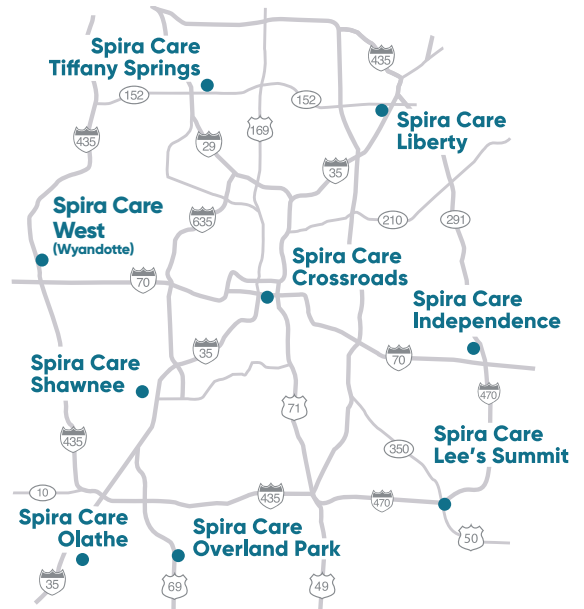 Spira Care
Tiffany Springs
435
152
152
Spira Care
Liberty
169
435
29
35
Spira Care
West
(Wyandotte)
635
210
291
Spira Care
Crossroads
70
Spira Care
Independence
35
70
Spira Care
Shawnee
470
71
435
350
Spira Care
Lee's Summit
10
435
470
Spira Care
Olathe
Spira Care
Overland Park
50
35
69
49